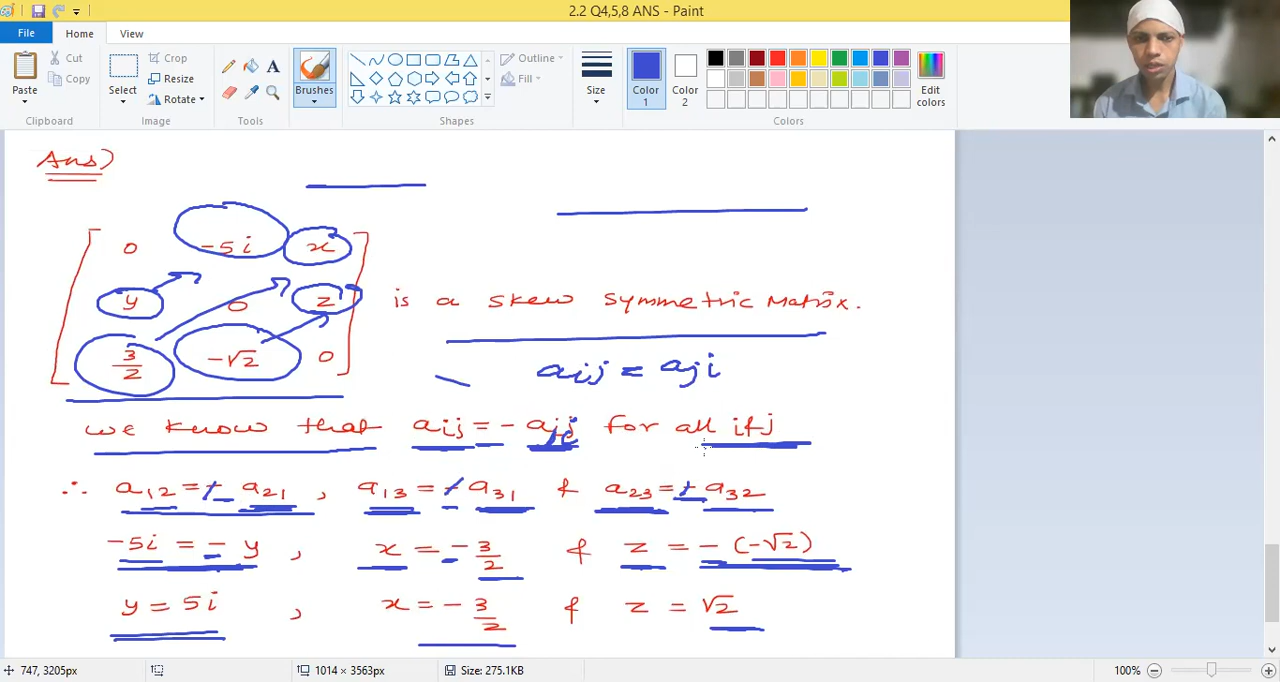 2.2 Q4,5,8 ANS - Paint
File Home View
Paste Cut Copy Clipboard
Select Crop Resize Rotate Image
Tools
Brushes
Outline Fill Shapes
Size
Color 1
Color 2
Edit colors
Colors
Ans)
0 -5i x
y 0 z
3/2 -√2 0
is a skew symmetric Matrix.
aij = aji
we know that aij = - aij for all i & j
∴ a12 = - a21 , a13 = - a31 & a23 = - a32
-5i = - y , x = - 3/2 & z = - (-√2)
y = 5i , x = - 3/2 & z = √2
747, 3205px 1014 × 3563px Size: 275.1KB 100%